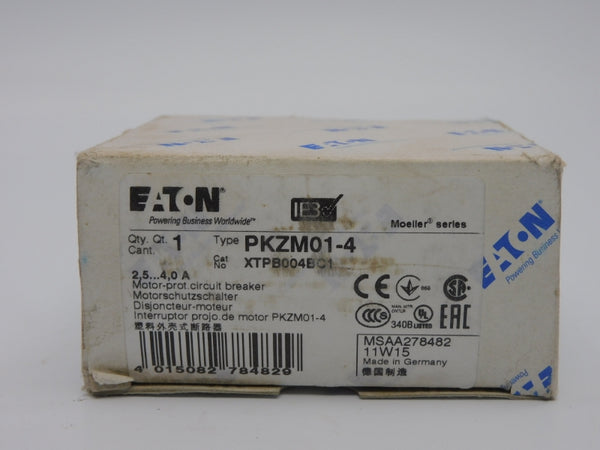 EATON
Powering Business Worldwide™
Moeller® series
Qty. Qt. 1 Type PKZM01-4
Cant. Cat No XTPB004BC1
2,5...4,0 A
Motor-prot.circuit breaker
Motorschutzschalter
Disjoncteur-moteur
Interruptor projo.de motor PKZM01-4
塑料外壳式断路器
4 015082 784829
CE
EAC
340B LISTED
MSAA278482
11W15
Made in Germany
德国制造
EATON
Powering Business Worldwide